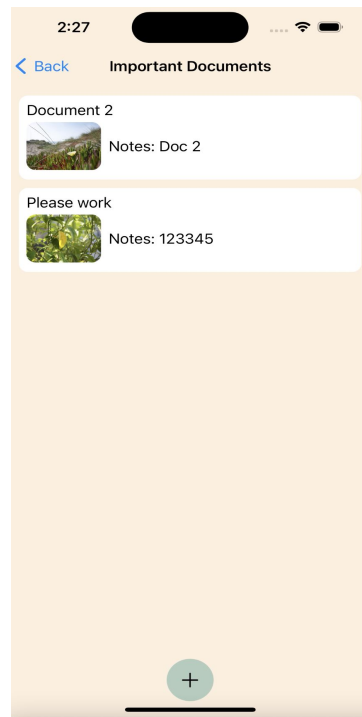 2:27
Back Important Documents
Document 2
Notes: Doc 2
Please work
Notes: 123345
+